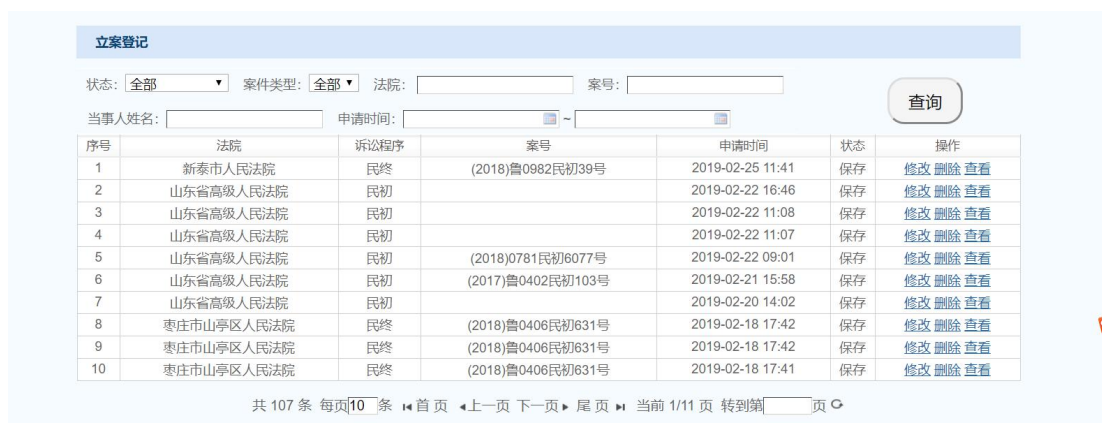 立案登记
状态: 全部 案件类型: 全部 法院: 案号:
查询
当事人姓名: 申请时间: ~
序号 法院 诉讼程序 案号 申请时间 状态 操作
1 新泰市人民法院 民终 (2018)鲁0982民初39号 2019-02-25 11:41 保存 修改 删除 查看
2 山东省高级人民法院 民初 2019-02-22 16:46 保存 修改 删除 查看
3 山东省高级人民法院 民初 2019-02-22 11:08 保存 修改 删除 查看
4 山东省高级人民法院 民初 2019-02-22 11:07 保存 修改 删除 查看
5 山东省高级人民法院 民初 (2018)0781民初6077号 2019-02-22 09:01 保存 修改 删除 查看
6 山东省高级人民法院 民初 (2017)鲁0402民初103号 2019-02-21 15:58 保存 修改 删除 查看
7 山东省高级人民法院 民初 2019-02-20 14:02 保存 修改 删除 查看
8 枣庄市山亭区人民法院 民终 (2018)鲁0406民初631号 2019-02-18 17:42 保存 修改 删除 查看
9 枣庄市山亭区人民法院 民终 (2018)鲁0406民初631号 2019-02-18 17:42 保存 修改 删除 查看
10 枣庄市山亭区人民法院 民终 (2018)鲁0406民初631号 2019-02-18 17:41 保存 修改 删除 查看
共 107 条 每页 10 条 首 页 上一页 下一页 尾 页 当前 1/11 页 转到第 页